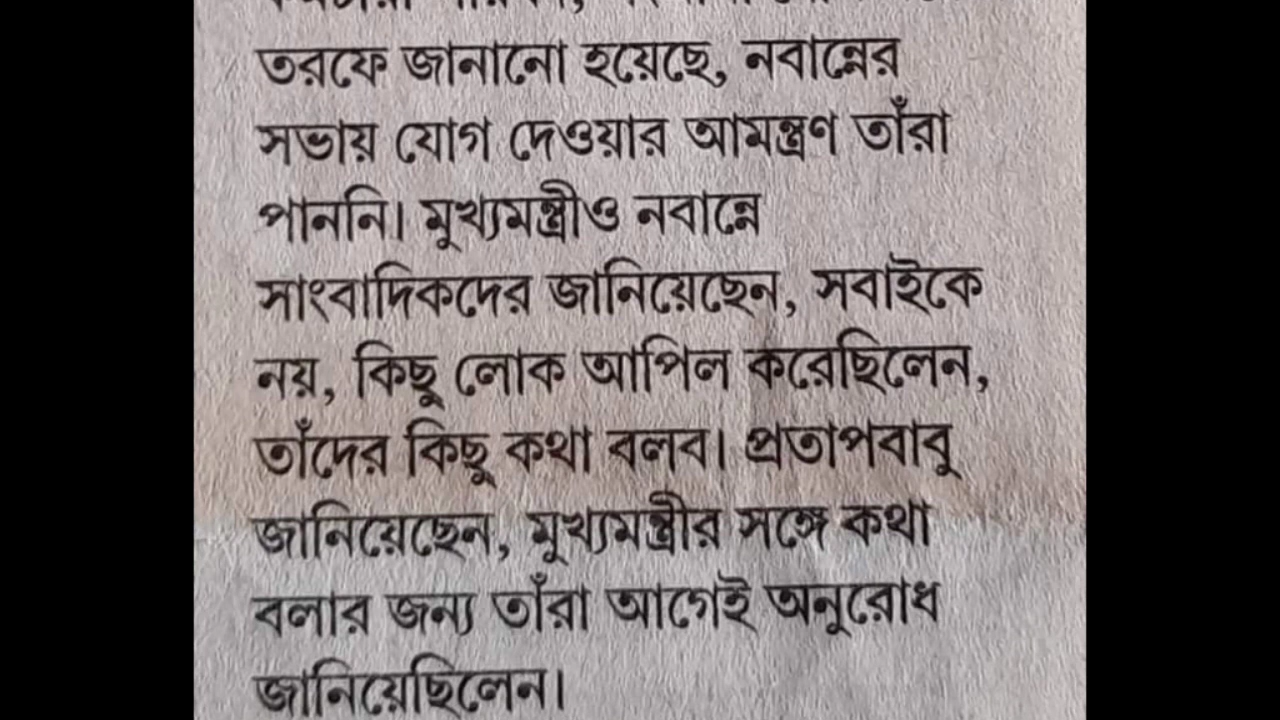 তরফে জানানো হয়েছে, নবান্নের
সভায় যোগ দেওয়ার আমন্ত্রণ তাঁরা
পাননি। মুখ্যমন্ত্রীও নবান্নে
সাংবাদিকদের জানিয়েছেন, সবাইকে
নয়, কিছু লোক আপিল করেছিলেন,
তাঁদের কিছু কথা বলব। প্রতাপবাবু
জানিয়েছেন, মুখ্যমন্ত্রীর সঙ্গে কথা
বলার জন্য তাঁরা আগেই অনুরোধ
জানিয়েছিলেন।